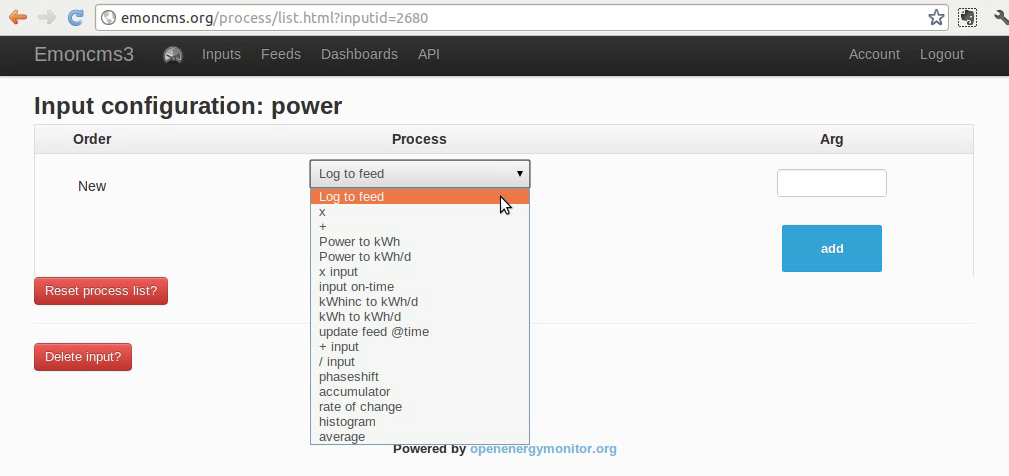 emoncms.org/process/list.html?inputid=2680
Emoncms3 Inputs Feeds Dashboards API Account Logout
Input configuration: power
Order Process Arg
New Log to feed
Log to feed
x
+
Power to kWh
Power to kWh/d
x input
input on-time
kWhinc to kWh/d
kWh to kWh/d
update feed @time
+ input
/ input
phaseshift
accumulator
rate of change
histogram
average
add
Reset process list?
Delete input?
Powered by openenergymonitor.org